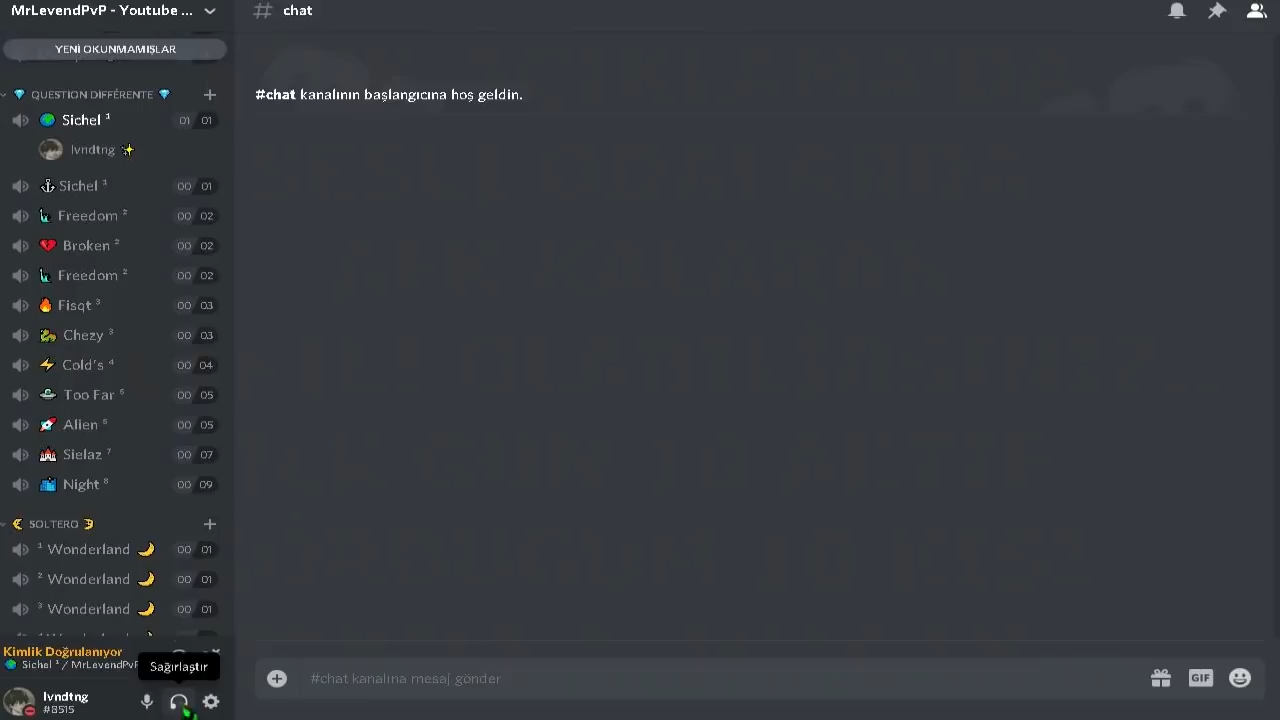 MrLevendPvP - Youtube ...
# chat
YENİ OKUNMAMIŞLAR
QUESTION DIFFÉRENTE
#chat kanalının başlangıcına hoş geldin.
Sichel ¹ 01 01
lvndtng
Sichel ¹ 00 01
Freedom ² 00 02
Broken ² 00 02
Freedom ² 00 02
Fisqt ³ 00 03
Chezy ³ 00 03
Cold's ⁴ 00 04
Too Far ⁵ 00 05
Alien ⁵ 00 05
Sielaz ⁷ 00 07
Night ⁸ 00 09
SOLTERO
¹ Wonderland 00 01
² Wonderland 00 01
³ Wonderland 00 01
Kimlik Doğrulanıyor
Sichel ¹ / MrLevendPvP
Sağırlaştır
#chat kanalına mesaj gönder
GIF
lvndtng
#8515